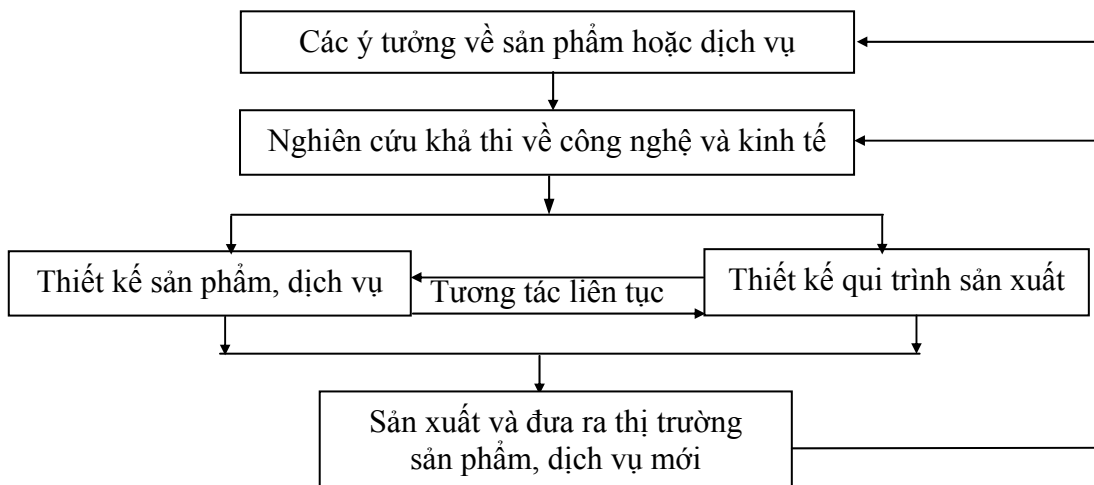 Các ý tưởng về sản phẩm hoặc dịch vụ
Nghiên cứu khả thi về công nghệ và kinh tế
Thiết kế sản phẩm, dịch vụ
Tương tác liên tục
Thiết kế qui trình sản xuất
Sản xuất và đưa ra thị trường
sản phẩm, dịch vụ mới